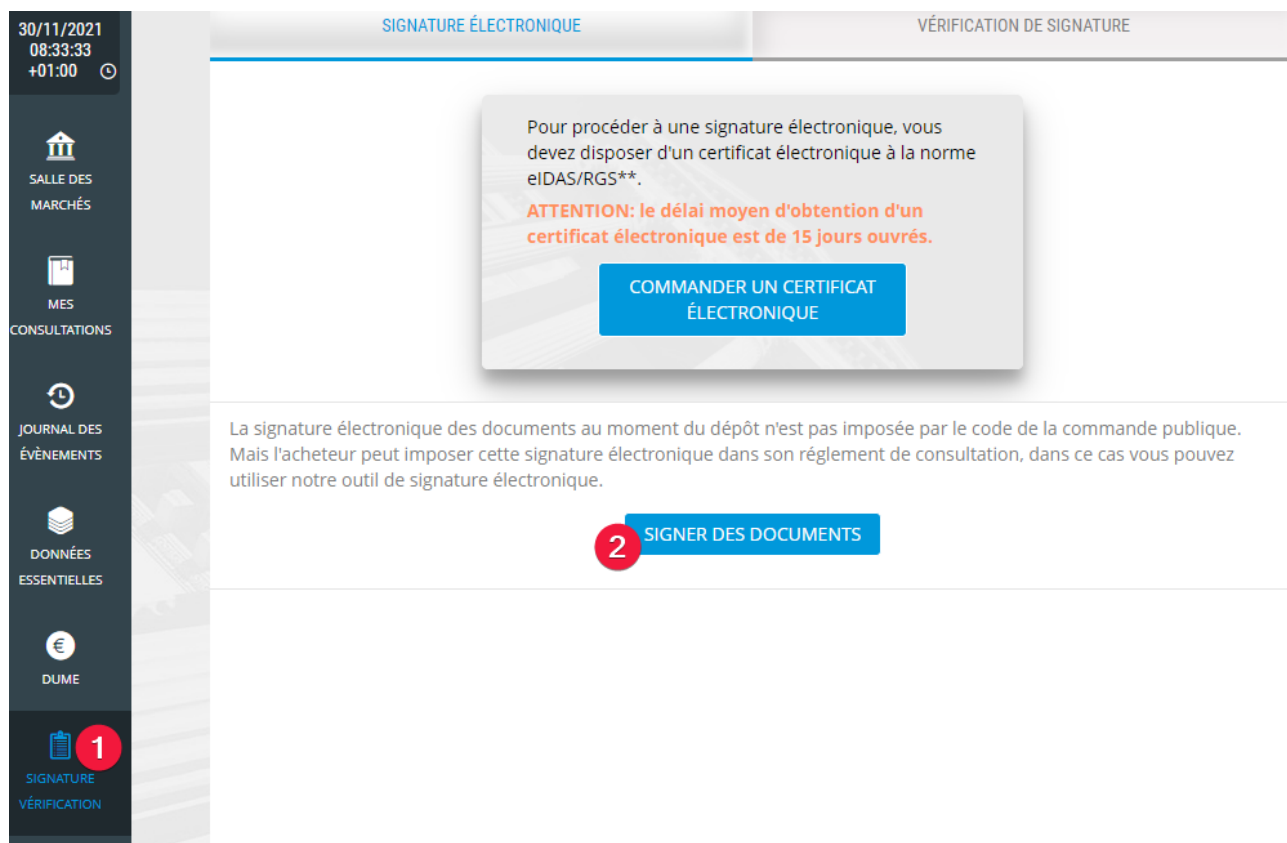 30/11/2021
08:33:33
+01:00
SALLE DES
MARCHÉS
MES
CONSULTATIONS
JOURNAL DES
ÉVÈNEMENTS
DONNÉES
ESSENTIELLES
€
DUME
1
SIGNATURE
VÉRIFICATION
SIGNATURE ÉLECTRONIQUE
VÉRIFICATION DE SIGNATURE
Pour procéder à une signature électronique, vous
devez disposer d'un certificat électronique à la norme
eIDAS/RGS**.
ATTENTION: le délai moyen d'obtention d'un
certificat électronique est de 15 jours ouvrés.
COMMANDER UN CERTIFICAT
ÉLECTRONIQUE
La signature électronique des documents au moment du dépôt n'est pas imposée par le code de la commande publique.
Mais l'acheteur peut imposer cette signature électronique dans son réglement de consultation, dans ce cas vous pouvez
utiliser notre outil de signature électronique.
2
SIGNER DES DOCUMENTS